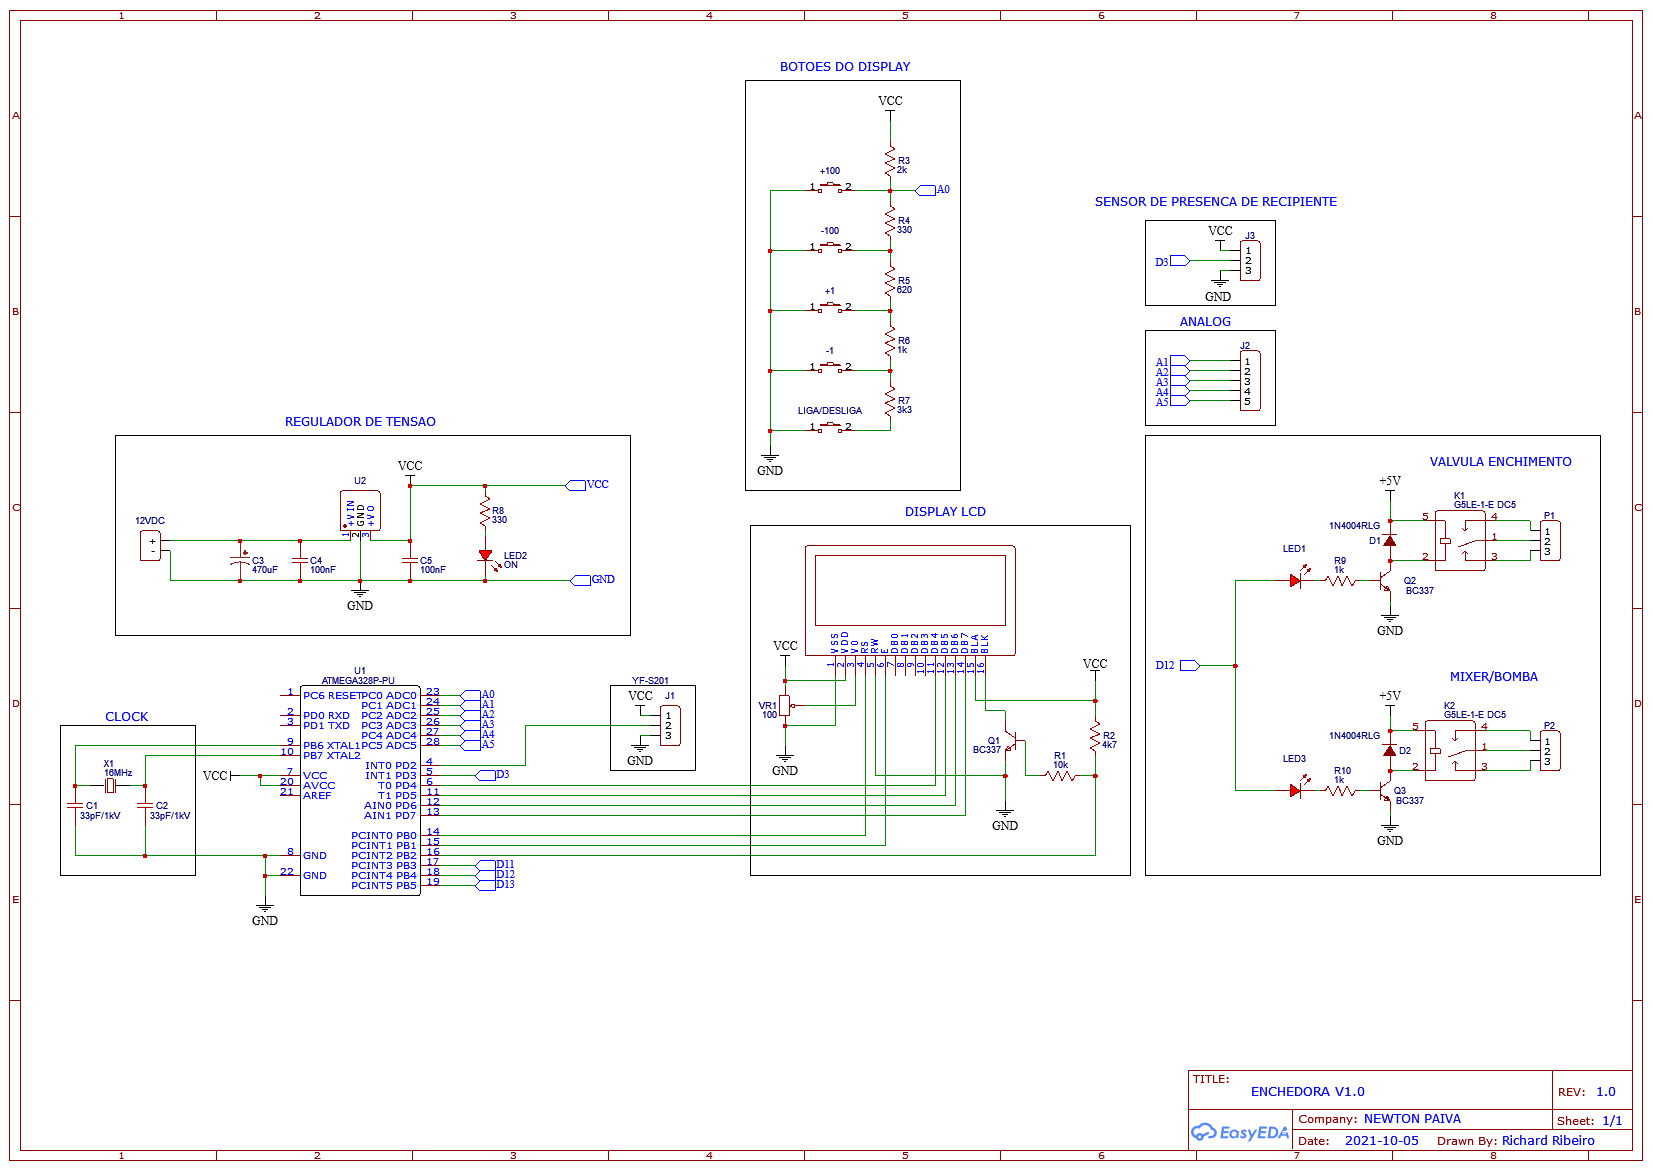 1 2 3 4 5 6 7 8
A A
B B
C C
D D
E E
BOTOES DO DISPLAY
VCC
R3
2k
+100
1 2
A0
R4
330
-100
1 2
R5
620
+1
1 2
R6
1k
-1
1 2
R7
3k3
LIGA/DESLIGA
1 2
GND
SENSOR DE PRESENCA DE RECIPIENTE
VCC
J3
D3
1
2
3
GND
ANALOG
J2
A1 1
A2 2
A3 3
A4 4
A5 5
REGULADOR DE TENSAO
VCC
U2
+VIN
GND
+VO
1 2 3
12VDC
+
-
C3
470uF
C4
100nF
C5
100nF
R8
330
LED2
ON
VCC
GND
GND
DISPLAY LCD
VSS VDD VO RS RW E DB0 DB1 DB2 DB3 DB4 DB5 DB6 DB7 BLA BLK
1 2 3 4 5 6 7 8 9 10 11 12 13 14 15 16
VCC
VR1
100
GND
VCC
Q1
BC337
R1
10k
R2
4k7
GND
VALVULA ENCHIMENTO
+5V
K1
G5LE-1-E DC5
1N4004RLG
D1
5 4
1
2 3
P1
1
2
3
LED1
R9
1k
Q2
BC337
GND
D12
MIXER/BOMBA
+5V
K2
G5LE-1-E DC5
1N4004RLG
D2
5 4
1
2 3
P2
1
2
3
LED3
R10
1k
Q3
BC337
GND
CLOCK
X1
16MHz
C1
33pF/1kV
C2
33pF/1kV
VCC
GND
U1
ATMEGA328P-PU
1 PC6 RESET PC0 ADC0 23 A0
PC1 ADC1 24 A1
2 PD0 RXD PC2 ADC2 25 A2
3 PD1 TXD PC3 ADC3 26 A3
PC4 ADC4 27 A4
9 PB6 XTAL1 PC5 ADC5 28 A5
10 PB7 XTAL2
INT0 PD2 4
7 VCC INT1 PD3 5 D3
20 AVCC T0 PD4 6
21 AREF T1 PD5 11
AIN0 PD6 12
AIN1 PD7 13
PCINT0 PB0 14
PCINT1 PB1 15
8 GND PCINT2 PB2 16
PCINT3 PB3 17 D11
22 GND PCINT4 PB4 18 D12
PCINT5 PB5 19 D13
YF-S201
VCC
J1
1
2
3
GND
TITLE:
ENCHEDORA V1.0
REV: 1.0
EasyEDA
Company: NEWTON PAIVA
Sheet: 1/1
Date: 2021-10-05
Drawn By: Richard Ribeiro
1 2 3 4 5 6 7 8